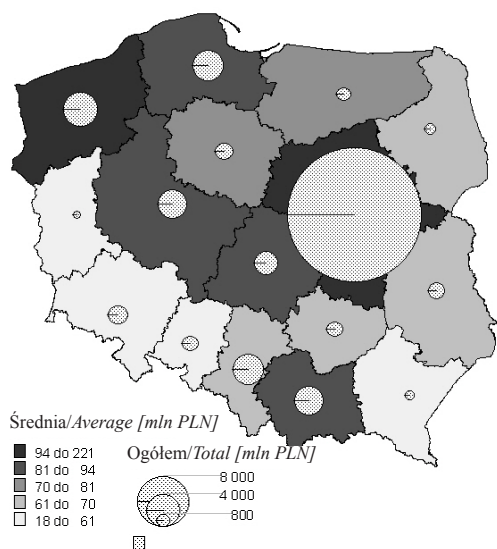 Średnia/Average [mln PLN]
94 do 221
81 do 94
70 do 81
61 do 70
18 do 61
Ogółem/Total [mln PLN]
8 000
4 000
800